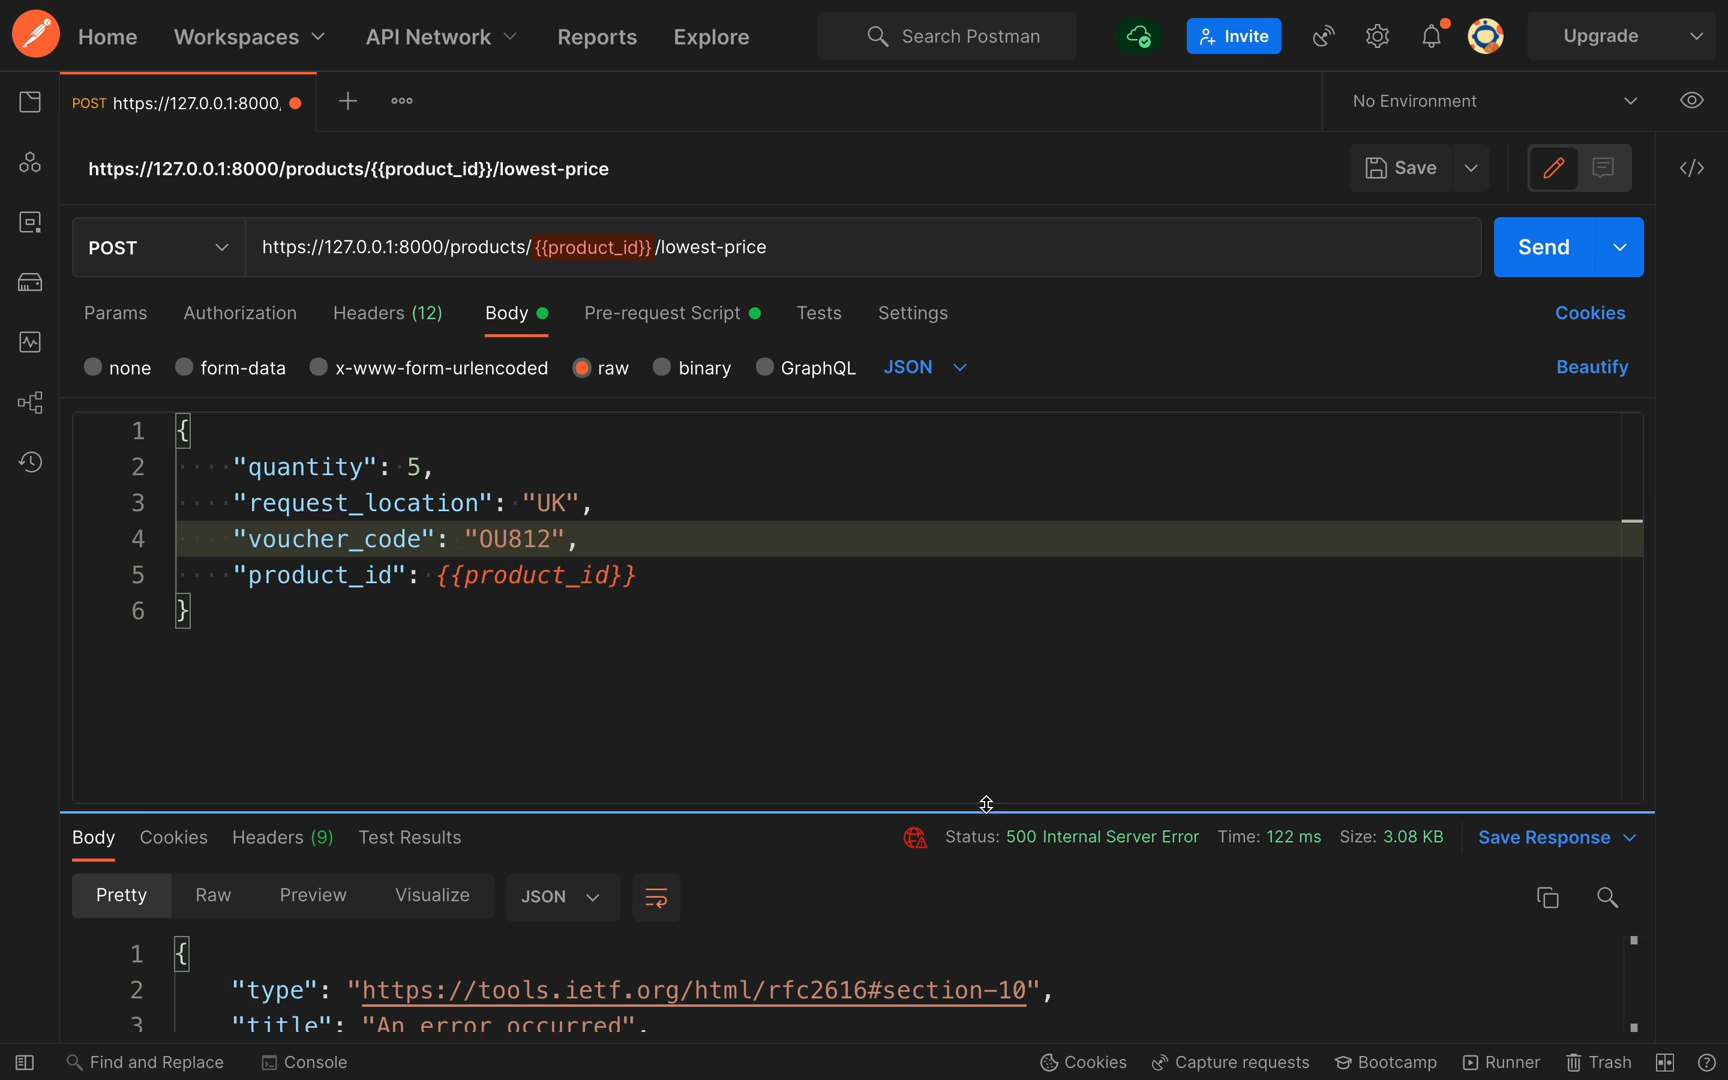 Home Workspaces API Network Reports Explore Search Postman Invite Upgrade
POST https://127.0.0.1:8000, No Environment
https://127.0.0.1:8000/products/{{product_id}}/lowest-price Save
POST https://127.0.0.1:8000/products/{{product_id}}/lowest-price Send
Params Authorization Headers (12) Body Pre-request Script Tests Settings Cookies
none form-data x-www-form-urlencoded raw binary GraphQL JSON Beautify
1 {
2 "quantity": 5,
3 "request_location": "UK",
4 "voucher_code": "OU812",
5 "product_id": {{product_id}}
6 }
Body Cookies Headers (9) Test Results Status: 500 Internal Server Error Time: 122 ms Size: 3.08 KB Save Response
Pretty Raw Preview Visualize JSON
1 {
2 "type": "https://tools.ietf.org/html/rfc2616#section-10",
3 "title": "An error occurred",
Find and Replace Console Cookies Capture requests Bootcamp Runner Trash